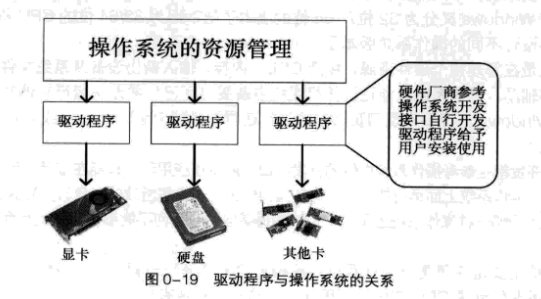 操作系统的资源管理
驱动程序
驱动程序
驱动程序
硬件厂商参考
操作系统开发
接口自行开发
驱动程序给予
用户安装使用
显卡
硬盘
其他卡
图0-19 驱动程序与操作系统的关系